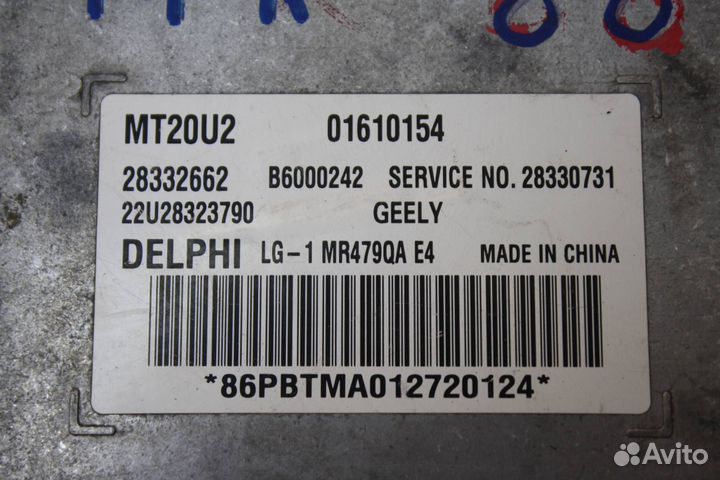 MT20U2 01610154
28332662 B6000242 SERVICE NO. 28330731
22U28323790 GEELY
DELPHI LG-1 MR479QA E4 MADE IN CHINA
*86PBTMA012720124*
Avito